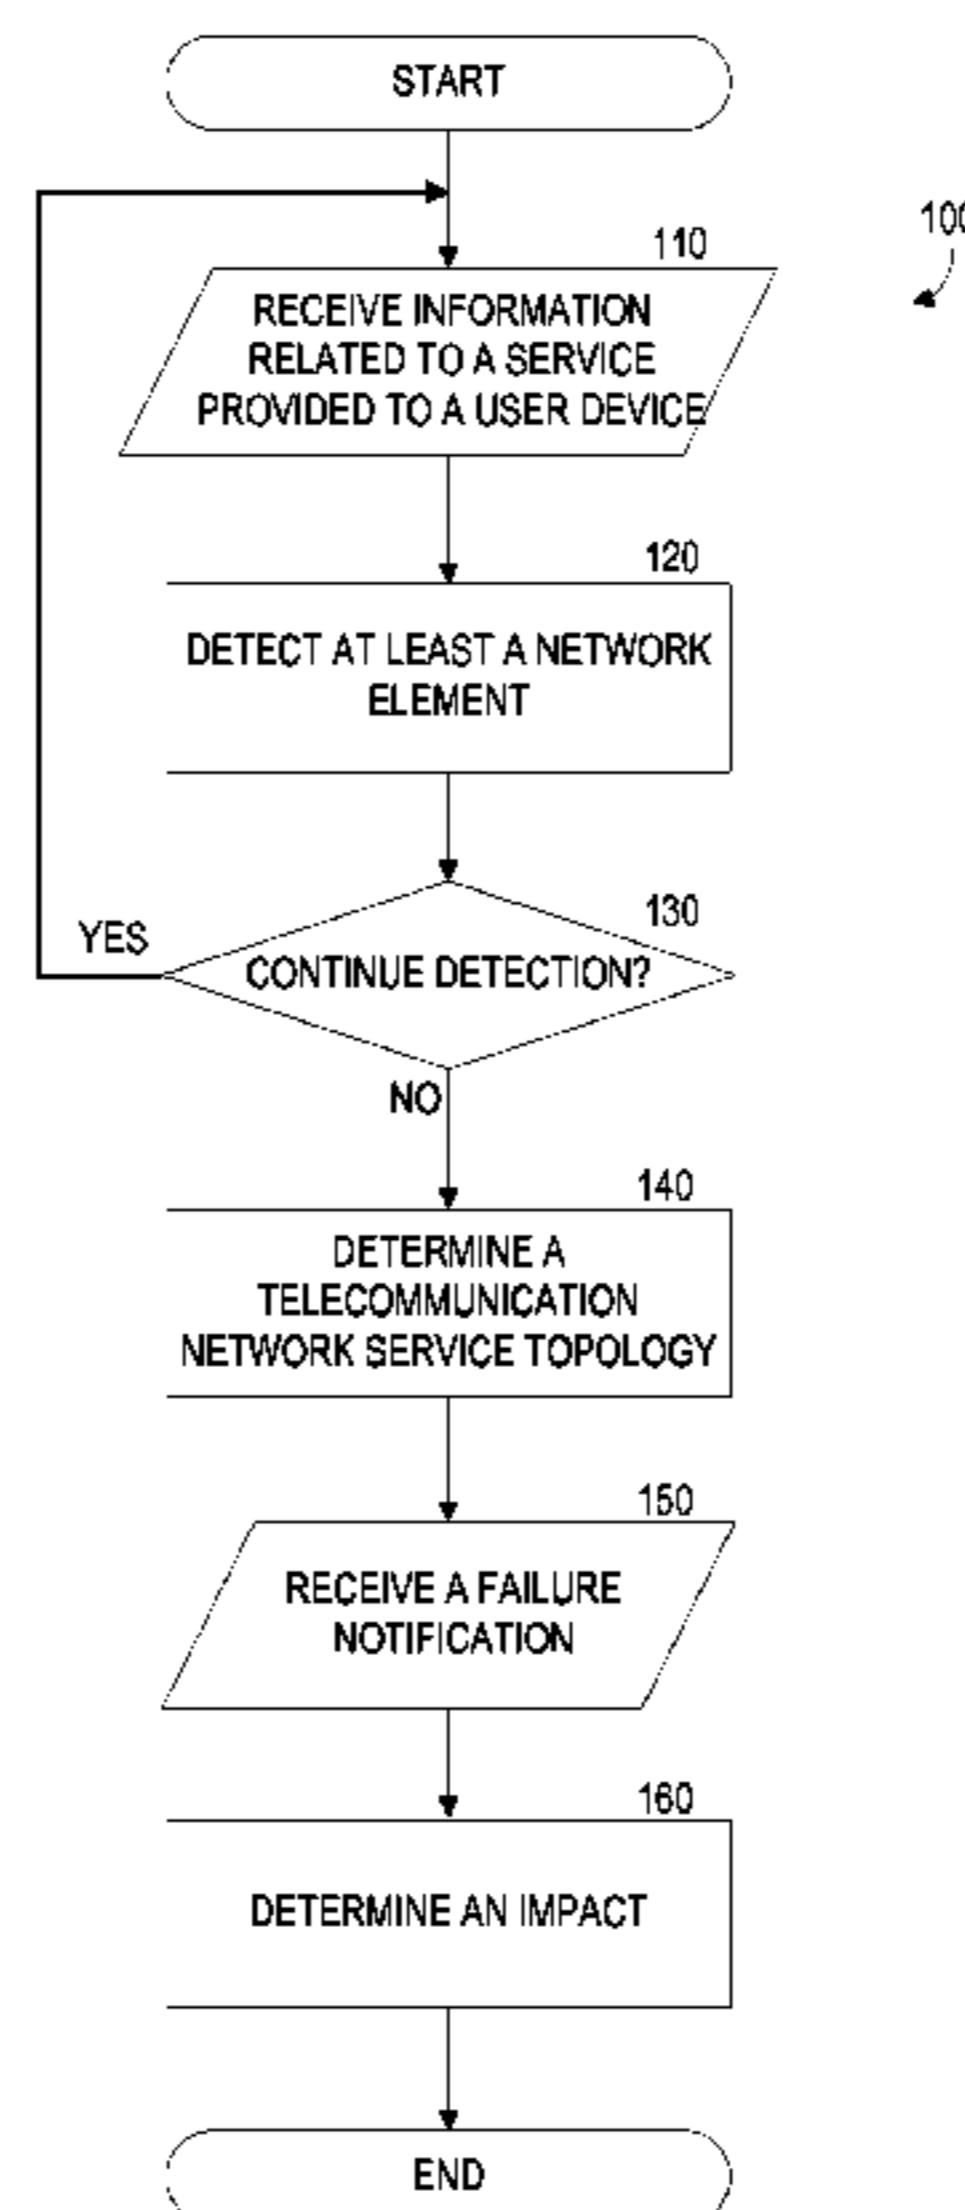 START
100
110
RECEIVE INFORMATION
RELATED TO A SERVICE
PROVIDED TO A USER DEVICE
120
DETECT AT LEAST A NETWORK
ELEMENT
130
YES
CONTINUE DETECTION?
NO
140
DETERMINE A
TELECOMMUNICATION
NETWORK SERVICE TOPOLOGY
150
RECEIVE A FAILURE
NOTIFICATION
160
DETERMINE AN IMPACT
END